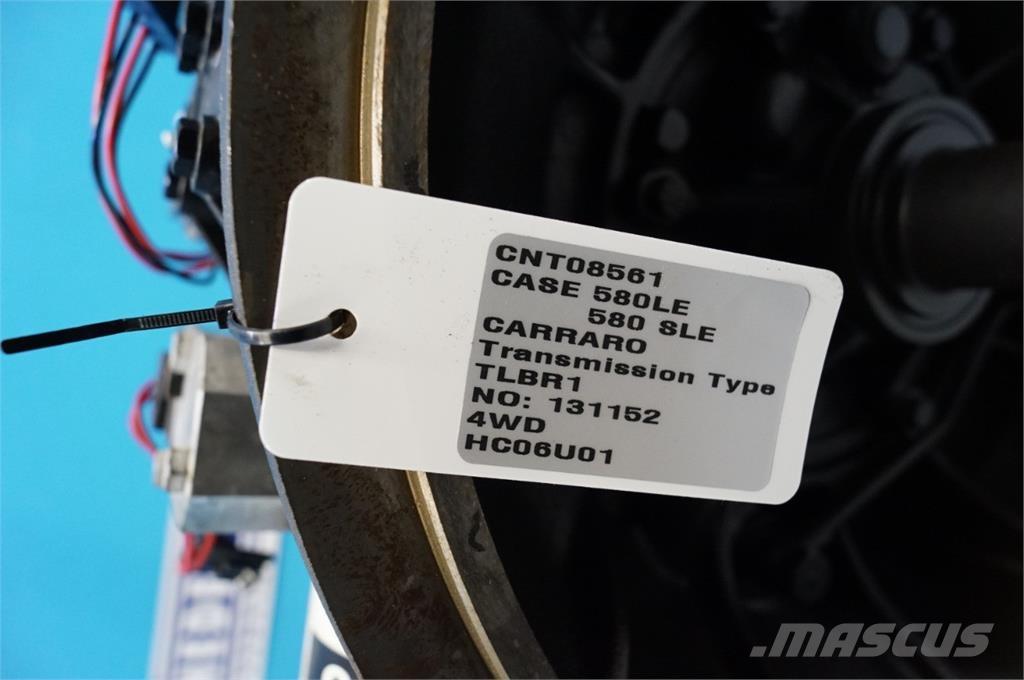 CNT08561
CASE 580LE
580 SLE
CARRARO
Transmission Type
TLBR1
NO: 131152
4WD
HC06U01
MASCUS